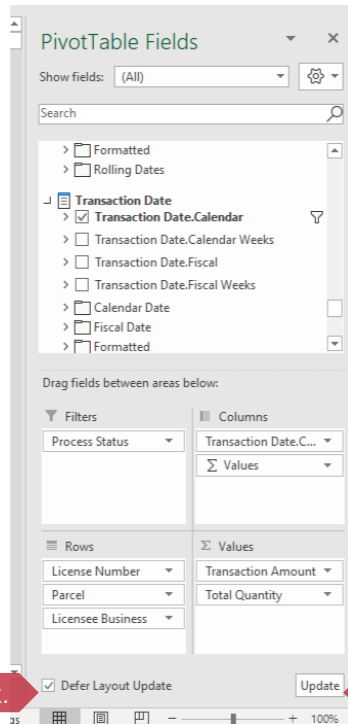 PivotTable Fields
Show fields: (All)
Search
Formatted
Rolling Dates
Transaction Date
Transaction Date.Calendar
Transaction Date.Calendar Weeks
Transaction Date.Fiscal
Transaction Date.Fiscal Weeks
Calendar Date
Fiscal Date
Formatted
Drag fields between areas below:
Filters
Process Status
Columns
Transaction Date.C...
Σ Values
Rows
License Number
Parcel
Licensee Business
Σ Values
Transaction Amount
Total Quantity
Defer Layout Update
Update
100%